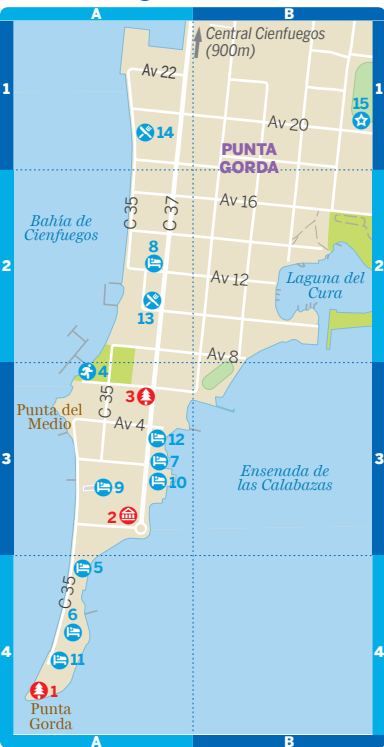 A
B
Central Cienfuegos
(900m)
Av 22
1
1
15
14
Av 20
PUNTA
GORDA
C 35
C 37
Av 16
Bahía de
Cienfuegos
8
2
2
Av 12
Laguna del
Cura
13
Av 8
4
3
C 35
Punta del
Medio
Av 4
12
3
3
7
Ensenada de
las Calabazas
9
10
2
5
C 35
6
4
4
11
1
Punta
Gorda
A
B